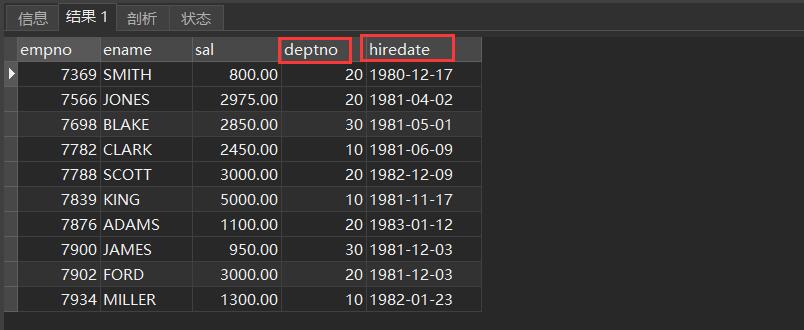 信息 结果 1 剖析 状态
empno ename sal deptno hiredate
7369 SMITH 800.00 20 1980-12-17
7566 JONES 2975.00 20 1981-04-02
7698 BLAKE 2850.00 30 1981-05-01
7782 CLARK 2450.00 10 1981-06-09
7788 SCOTT 3000.00 20 1982-12-09
7839 KING 5000.00 10 1981-11-17
7876 ADAMS 1100.00 20 1983-01-12
7900 JAMES 950.00 30 1981-12-03
7902 FORD 3000.00 20 1981-12-03
7934 MILLER 1300.00 10 1982-01-23